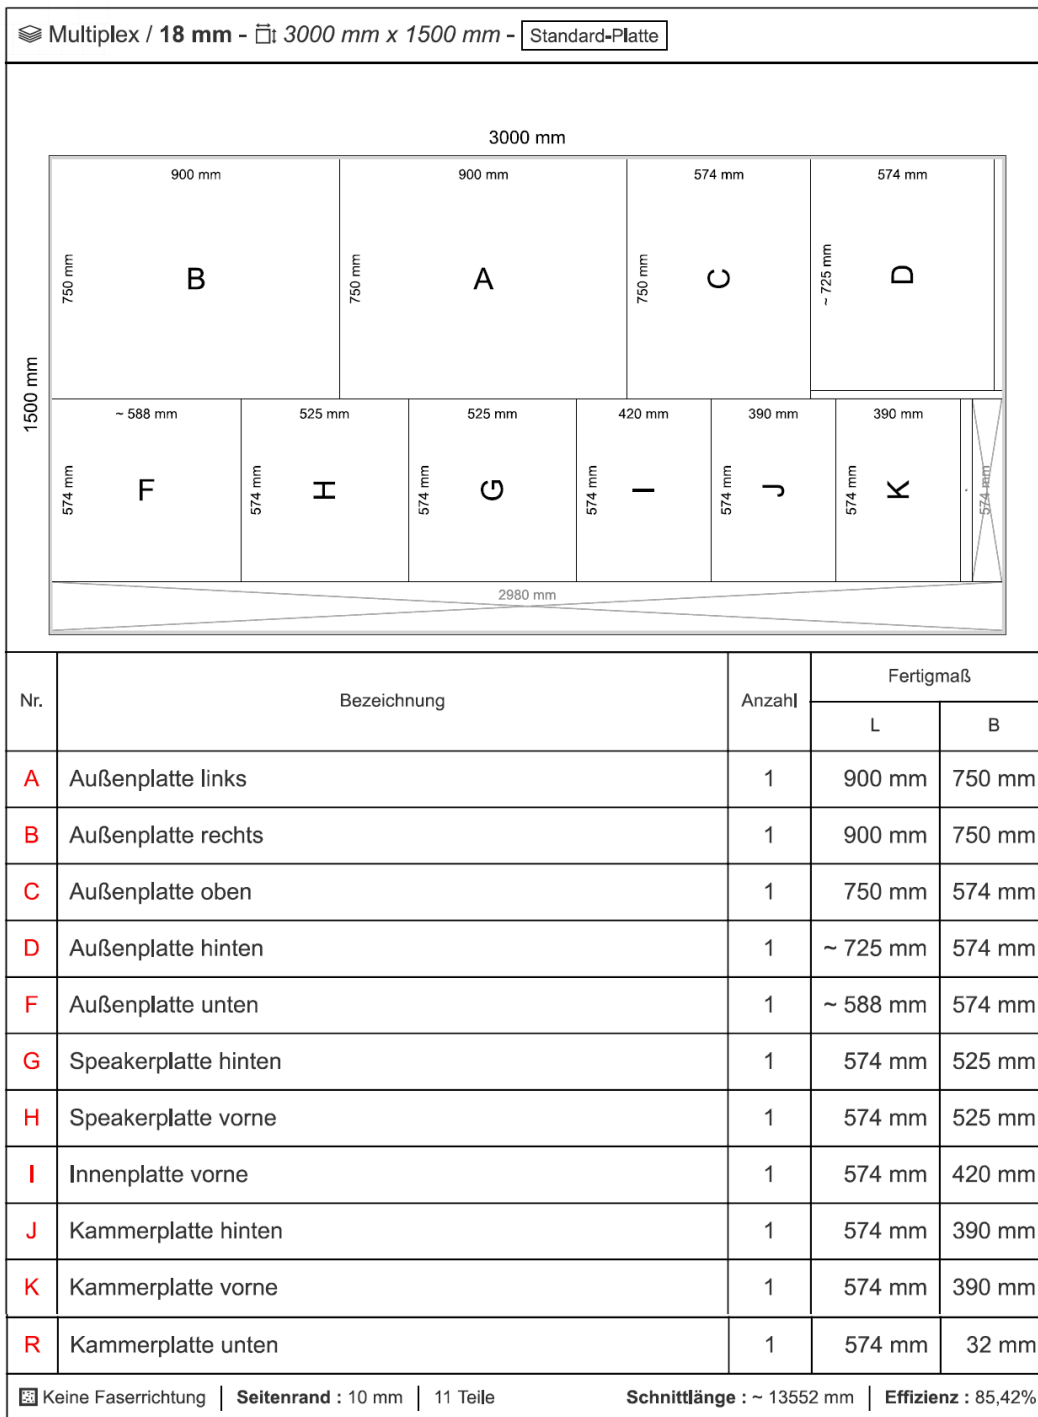 Multiplex / 18 mm - 3000 mm x 1500 mm - Standard-Platte
3000 mm
1500 mm
900 mm
900 mm
574 mm
574 mm
750 mm
B
750 mm
A
750 mm
C
~ 725 mm
D
~ 588 mm
525 mm
525 mm
420 mm
390 mm
390 mm
574 mm
F
574 mm
H
574 mm
G
574 mm
I
574 mm
J
574 mm
K
574 mm
2980 mm
Nr. Bezeichnung Anzahl Fertigmaß
L B
A Außenplatte links 1 900 mm 750 mm
B Außenplatte rechts 1 900 mm 750 mm
C Außenplatte oben 1 750 mm 574 mm
D Außenplatte hinten 1 ~ 725 mm 574 mm
F Außenplatte unten 1 ~ 588 mm 574 mm
G Speakerplatte hinten 1 574 mm 525 mm
H Speakerplatte vorne 1 574 mm 525 mm
I Innenplatte vorne 1 574 mm 420 mm
J Kammerplatte hinten 1 574 mm 390 mm
K Kammerplatte vorne 1 574 mm 390 mm
R Kammerplatte unten 1 574 mm 32 mm
Keine Faserrichtung | Seitenrand : 10 mm | 11 Teile Schnittlänge : ~ 13552 mm | Effizienz : 85,42%